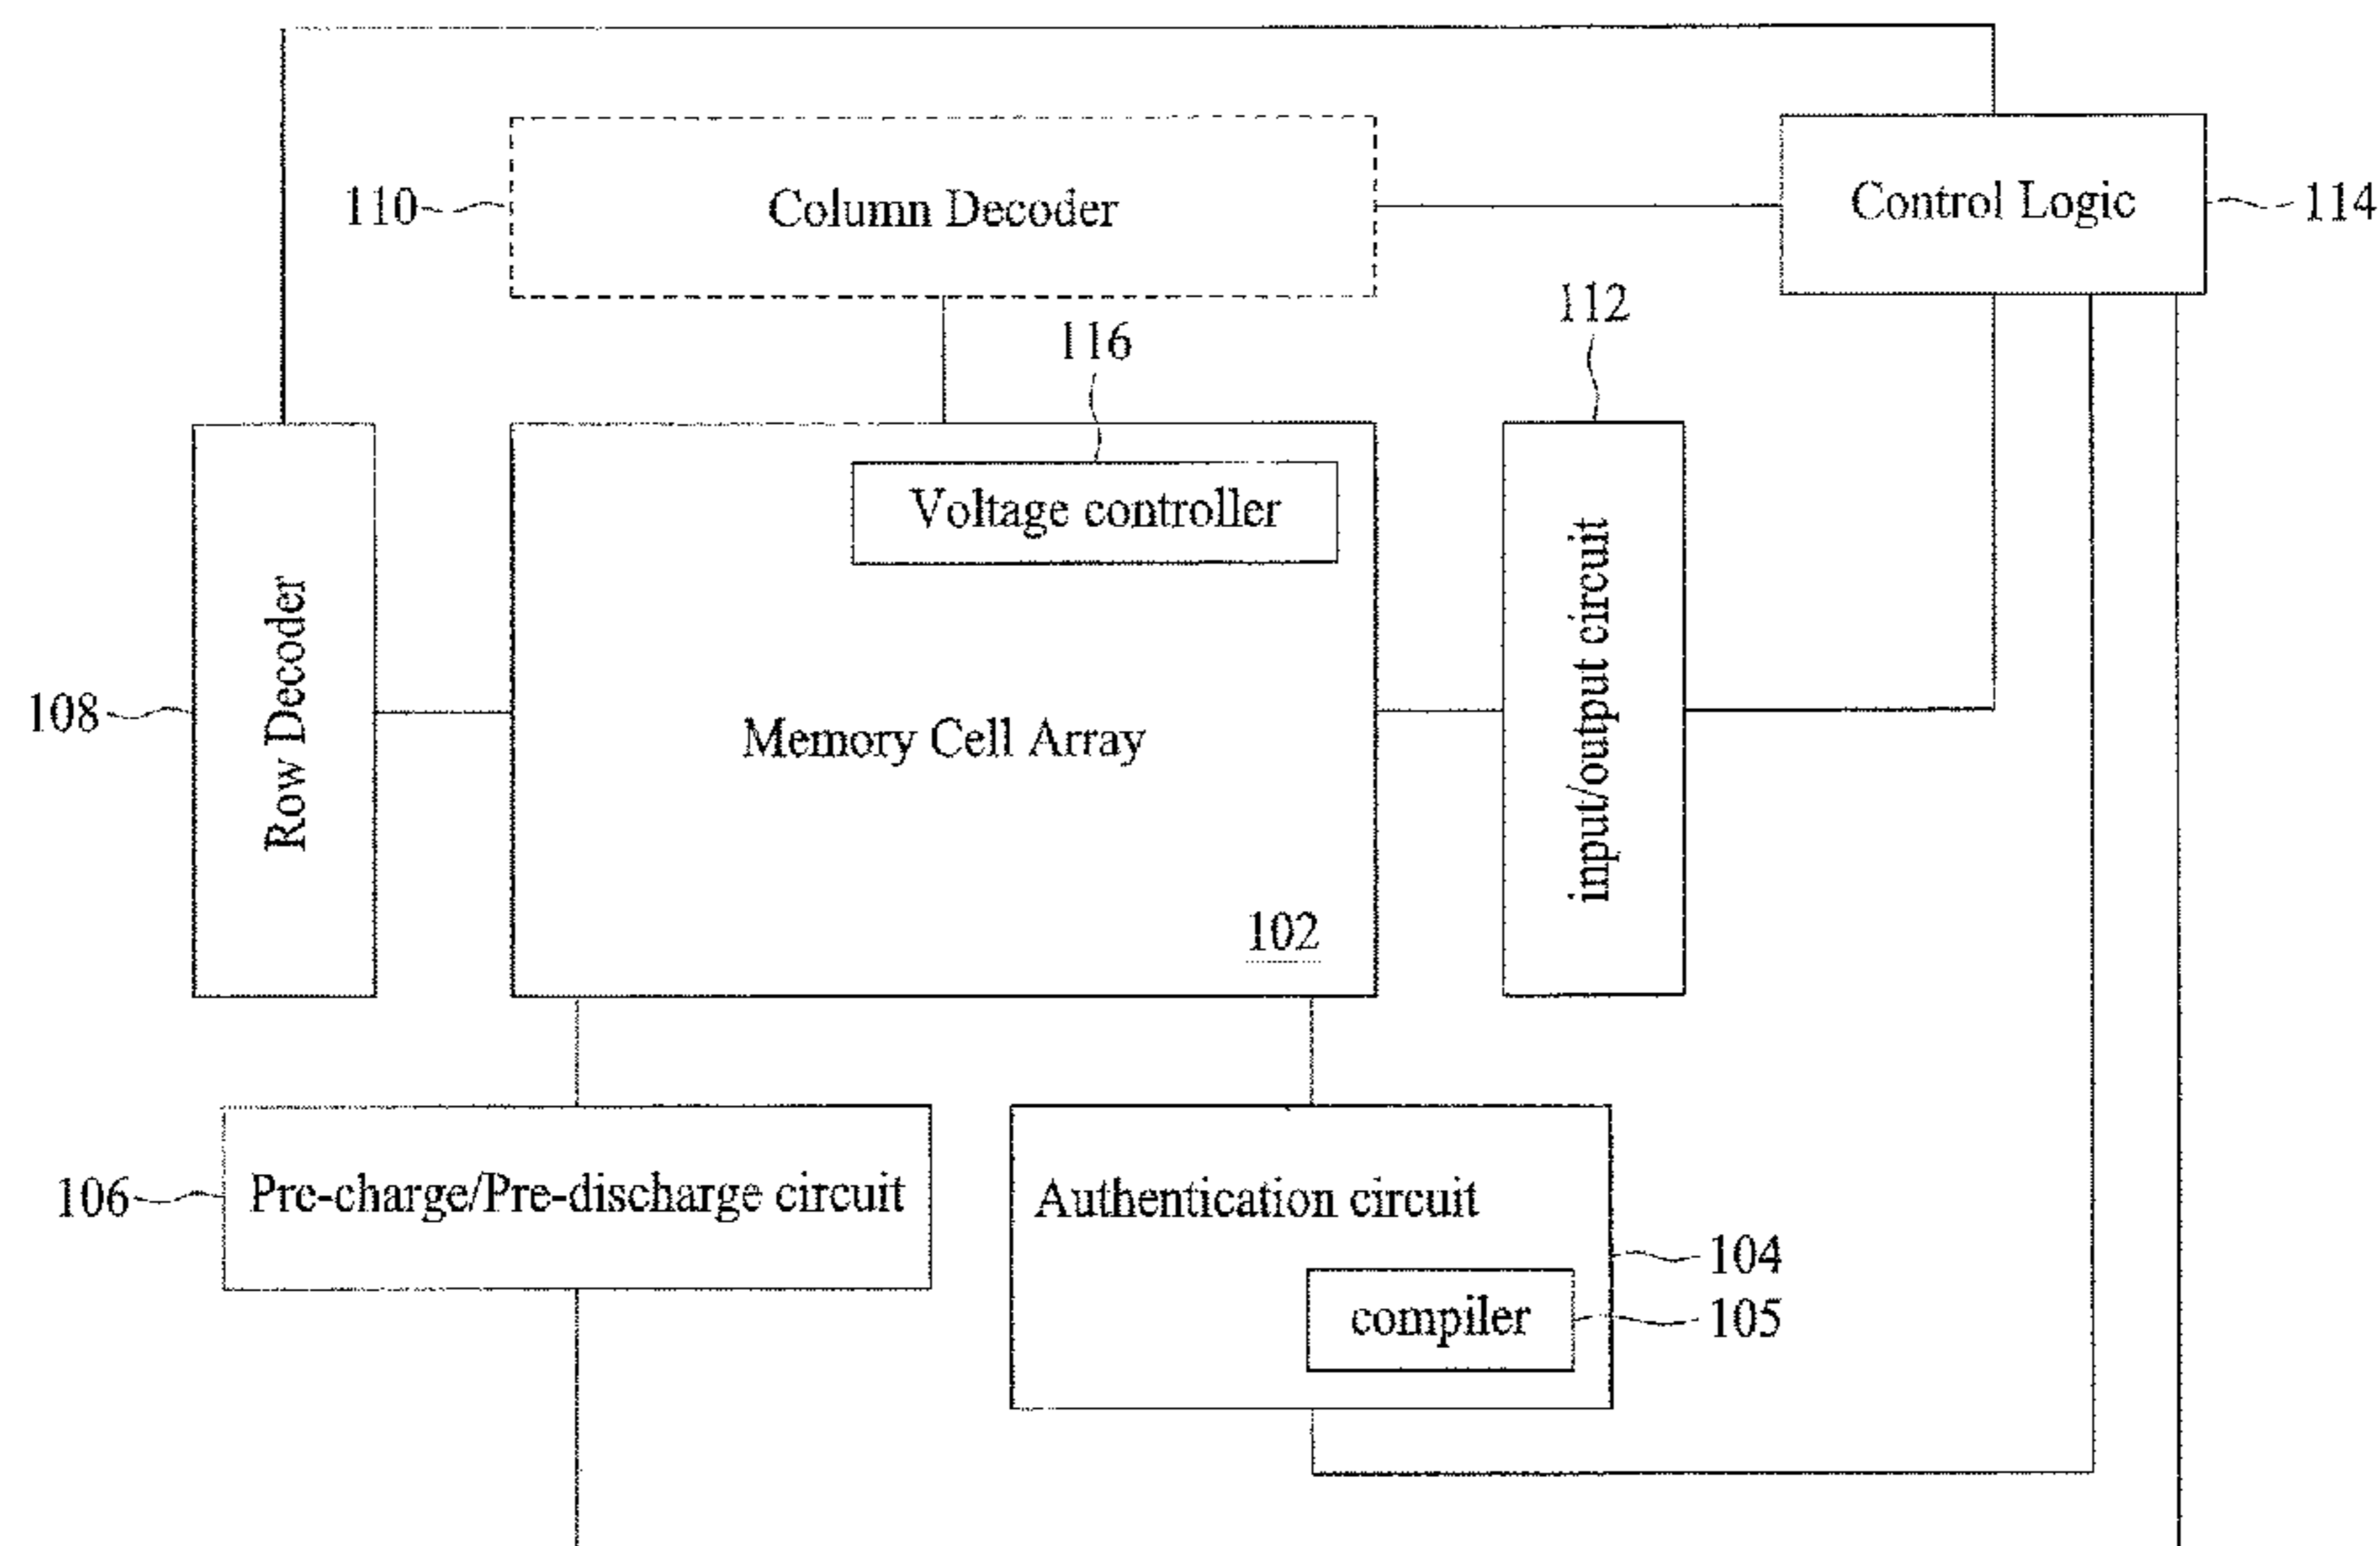 110
Column Decoder
Control Logic
114
116
112
Voltage controller
108
Row Decoder
Memory Cell Array
input/output circuit
102
106
Pre-charge/Pre-discharge circuit
Authentication circuit
104
compiler
105